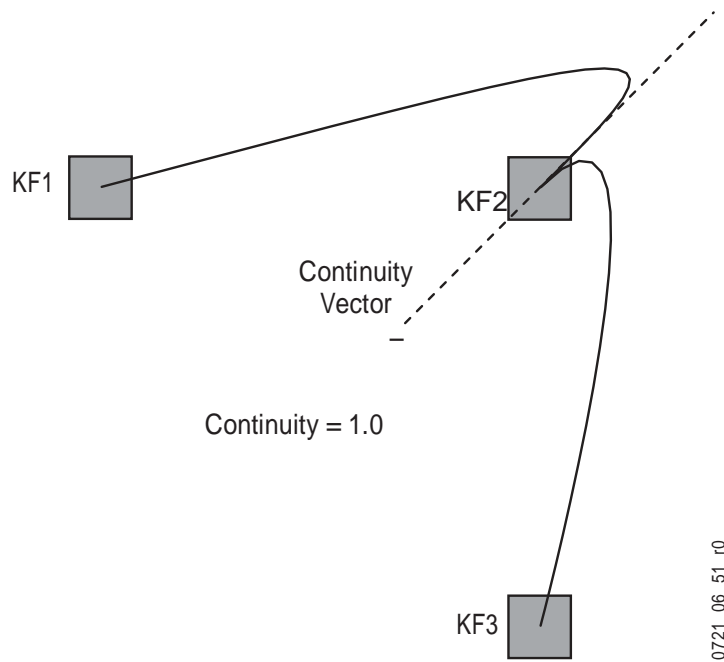 KF1
KF2
Continuity
Vector
–
Continuity = 1.0
KF3
0721_06_51_r0